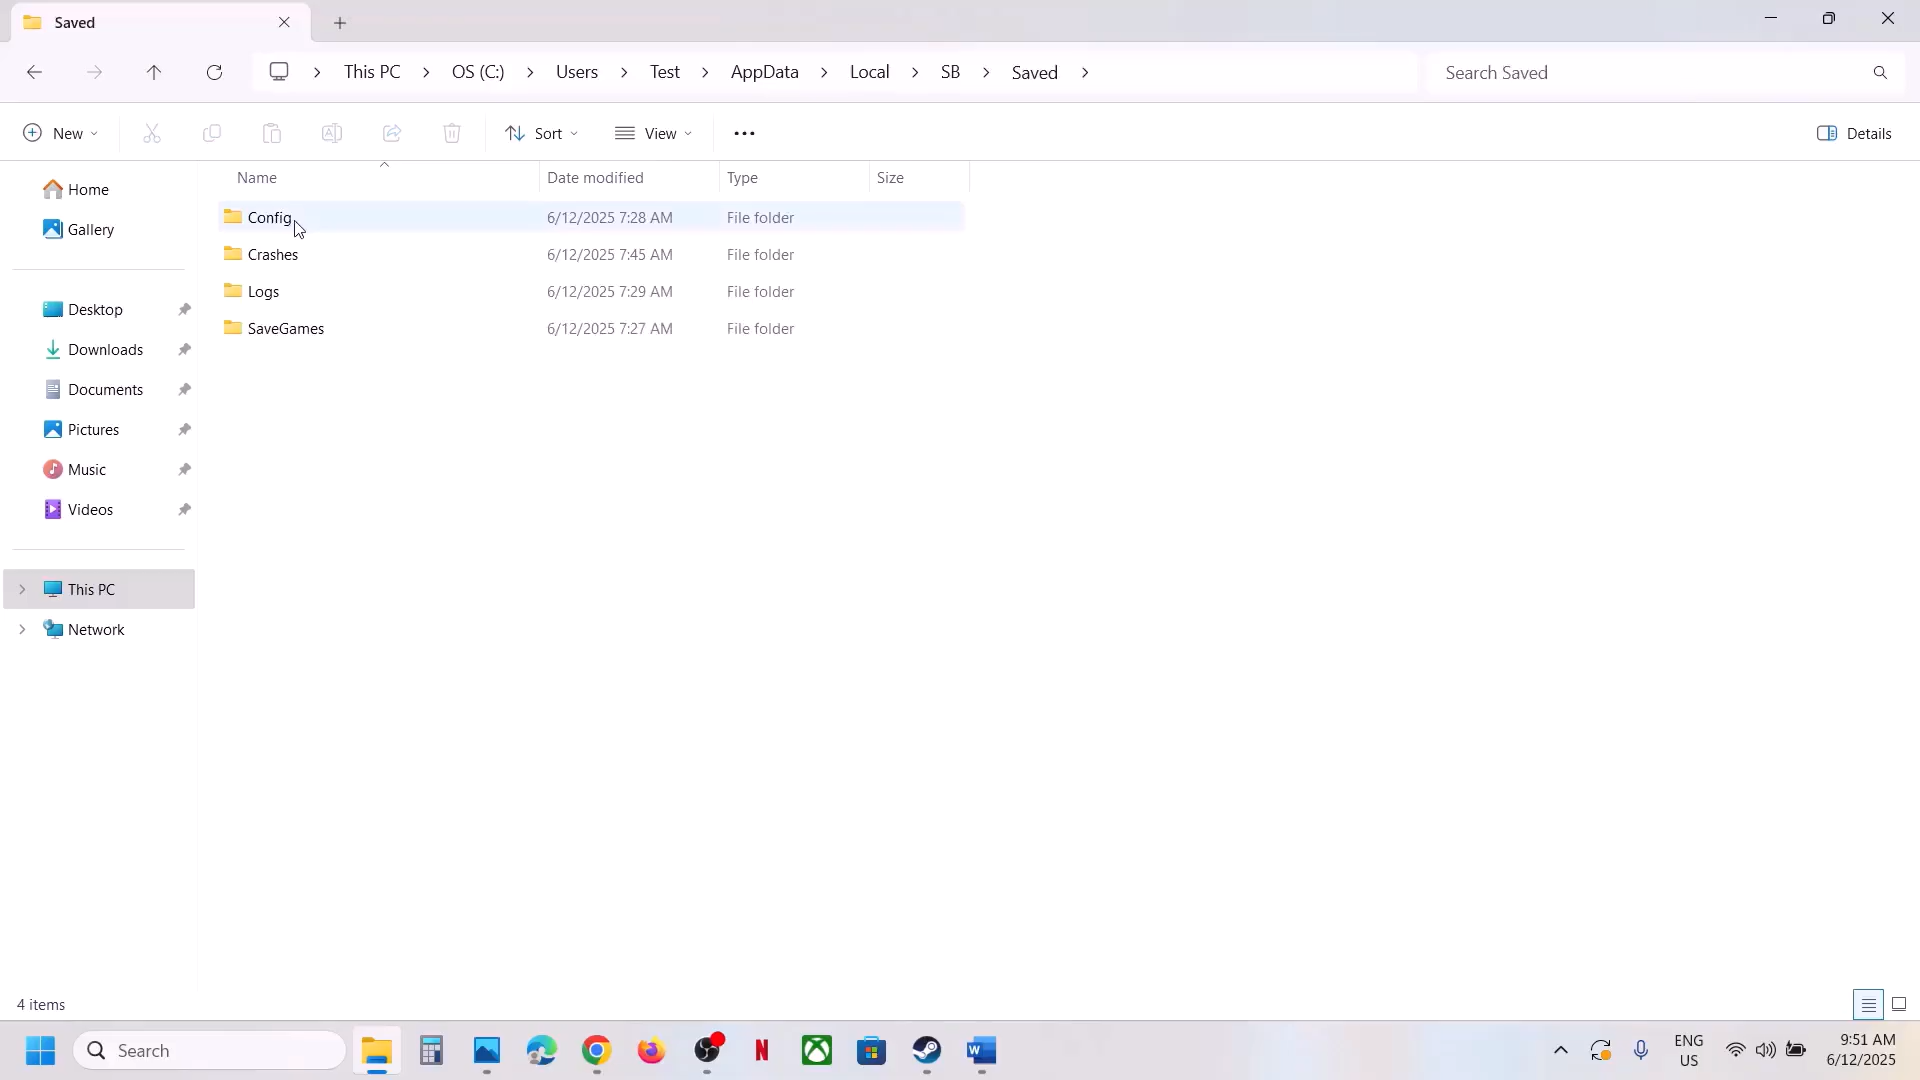 Saved
This PC > OS (C:) > Users > Test > AppData > Local > SB > Saved >
Search Saved
New
Sort
View
Details
Name
Date modified
Type
Size
Home
Gallery
Desktop
Downloads
Documents
Pictures
Music
Videos
This PC
Network
Config 6/12/2025 7:28 AM File folder
Crashes 6/12/2025 7:45 AM File folder
Logs 6/12/2025 7:29 AM File folder
SaveGames 6/12/2025 7:27 AM File folder
4 items
Search
ENG
US
9:51 AM
6/12/2025